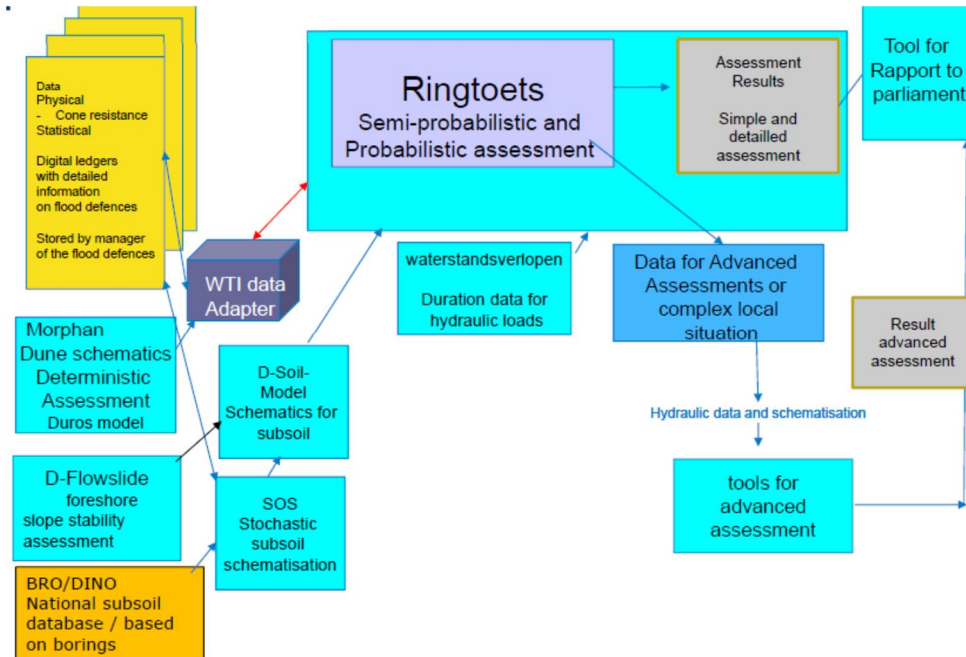 Data
Physical
- Cone resistance
Statistical
Digital ledgers
with detailed
information
on flood defences
Stored by manager
of the flood defences
Ringtoets
Semi-probabilistic and
Probabilistic assessment
Assessment
Results
Simple and
detailled
assessment
Tool for
Rapport to
parliament
WTI data
Adapter
waterstandsverlopen
Duration data for
hydraulic loads
Data for Advanced
Assessments or
complex local
situation
Result
advanced
assessment
Morphan
Dune schematics
Deterministic
Assessment
Duros model
D-Soil-
Model
Schematics for
subsoil
Hydraulic data and schematisation
D-Flowslide
foreshore
slope stability
assessment
SOS
Stochastic
subsoil
schematisation
tools for
advanced
assessment
BRO/DINO
National subsoil
database / based
on borings